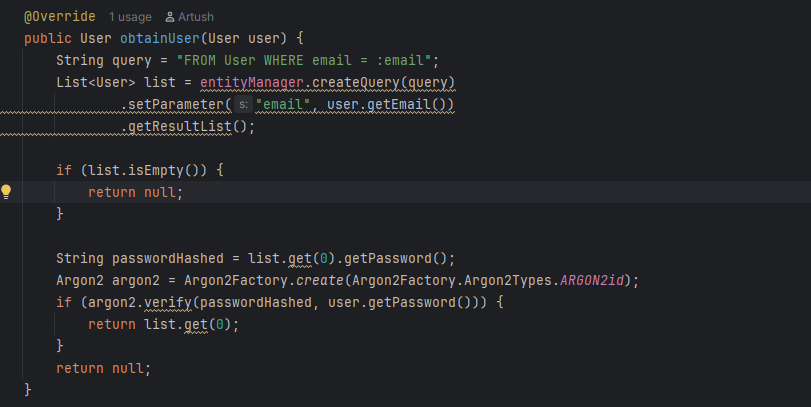 @Override 1 usage Artush
public User obtainUser(User user) {
String query = "FROM User WHERE email = :email";
List<User> list = entityManager.createQuery(query)
.setParameter( s: "email", user.getEmail())
.getResultList();
if (list.isEmpty()) {
return null;
}
String passwordHashed = list.get(0).getPassword();
Argon2 argon2 = Argon2Factory.create(Argon2Factory.Argon2Types.ARGON2id);
if (argon2.verify(passwordHashed, user.getPassword())) {
return list.get(0);
}
return null;
}